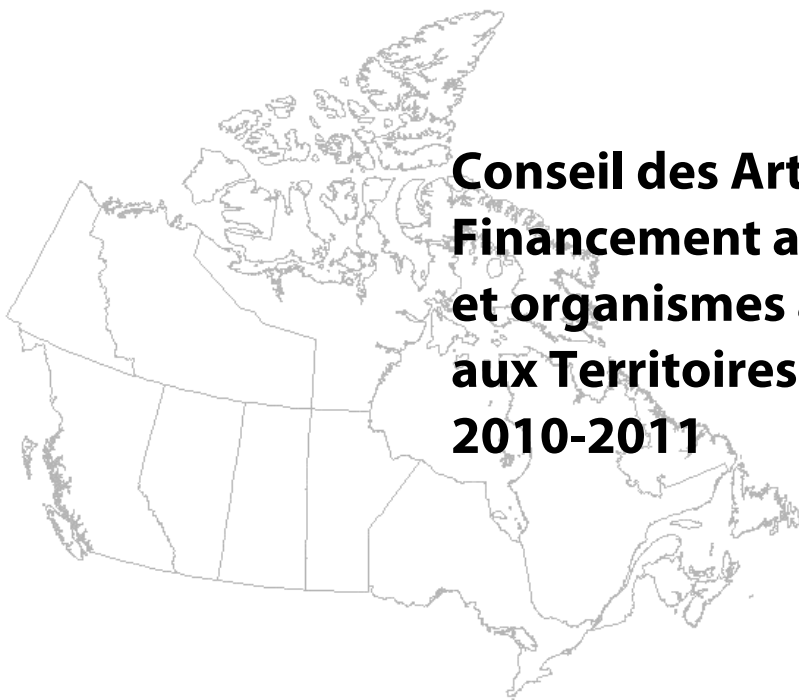 Conseil des Art
Financement a
et organismes
aux Territoires
2010-2011